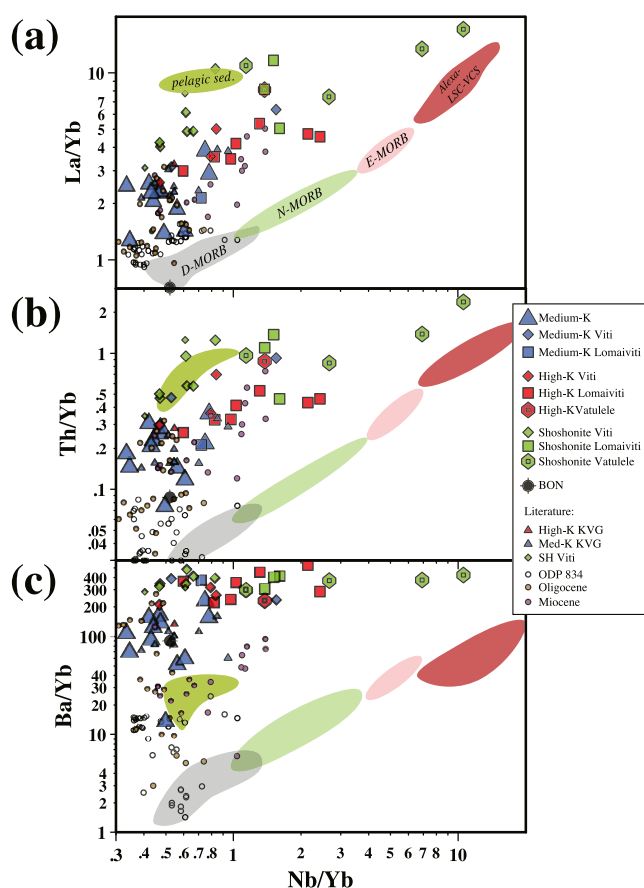 (a)
La/Yb
10
5
4
3
2
1
pelagic sed.
Alexa-
LSC-VCS
E-MORB
N-MORB
D-MORB
(b)
Th/Yb
2
1
.5
.4
.3
.2
.1
.05
.04
(c)
Ba/Yb
400
300
200
100
40
30
20
10
4
3
2
1
.3 .4 .5 .6 .7 .8 1 2 3 4 5 6 7 8 10
Nb/Yb
Medium-K
Medium-K Viti
Medium-K Lomaiviti
High-K Viti
High-K Lomaiviti
High-KVatulele
Shoshonite Viti
Shoshonite Lomaiviti
Shoshonite Vatulele
BON
Literature:
High-K KVG
Med-K KVG
SH Viti
ODP 834
Oligocene
Miocene